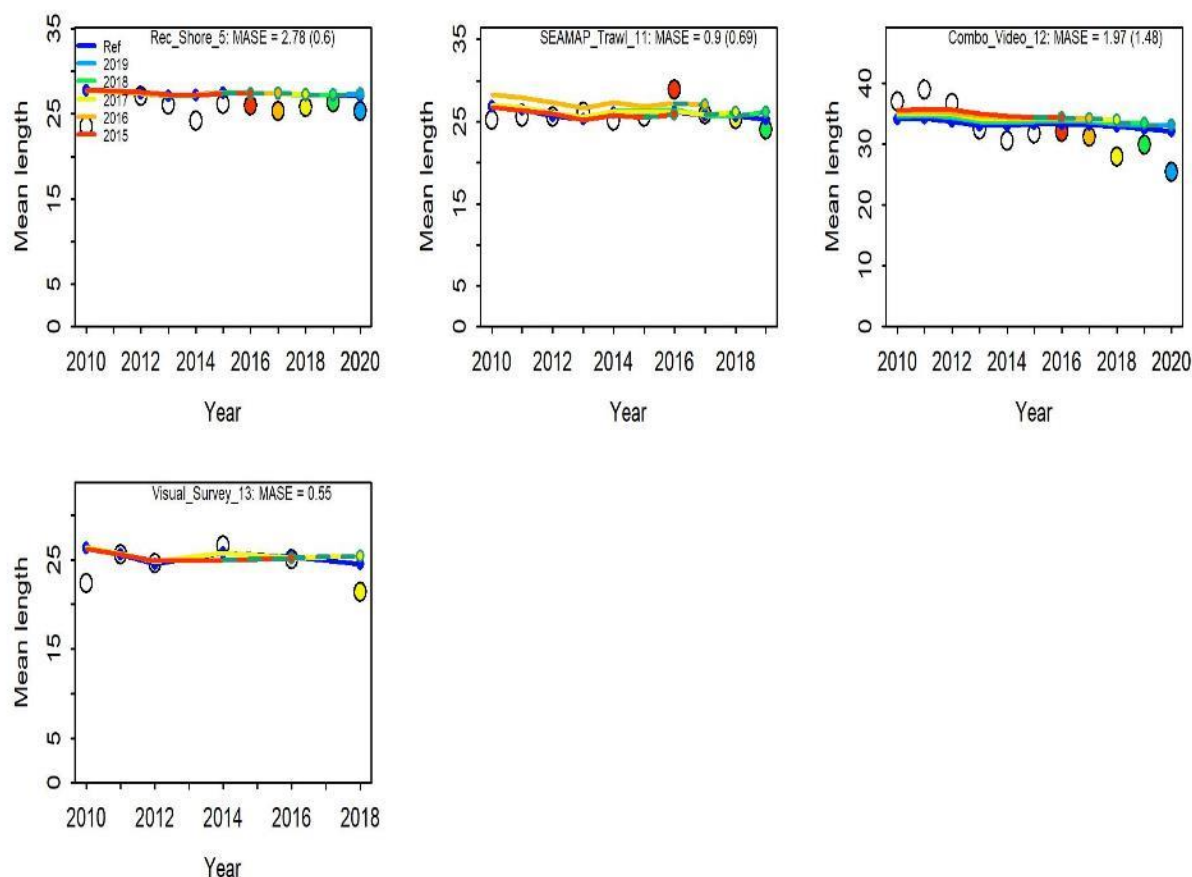 Rec_Shore_5: MASE = 2.78 (0.6)
Ref
2019
2018
2017
2016
2015
Mean length
0 5 15 25 35
2010 2012 2014 2016 2018 2020
Year
SEAMAP_Trawl_11: MASE = 0.9 (0.69)
Mean length
0 5 15 25 35
2010 2012 2014 2016 2018
Year
Combo_Video_12: MASE = 1.97 (1.48)
Mean length
0 10 20 30 40
2010 2012 2014 2016 2018 2020
Year
Visual_Survey_13: MASE = 0.55
Mean length
0 5 15 25
2010 2012 2014 2016 2018
Year